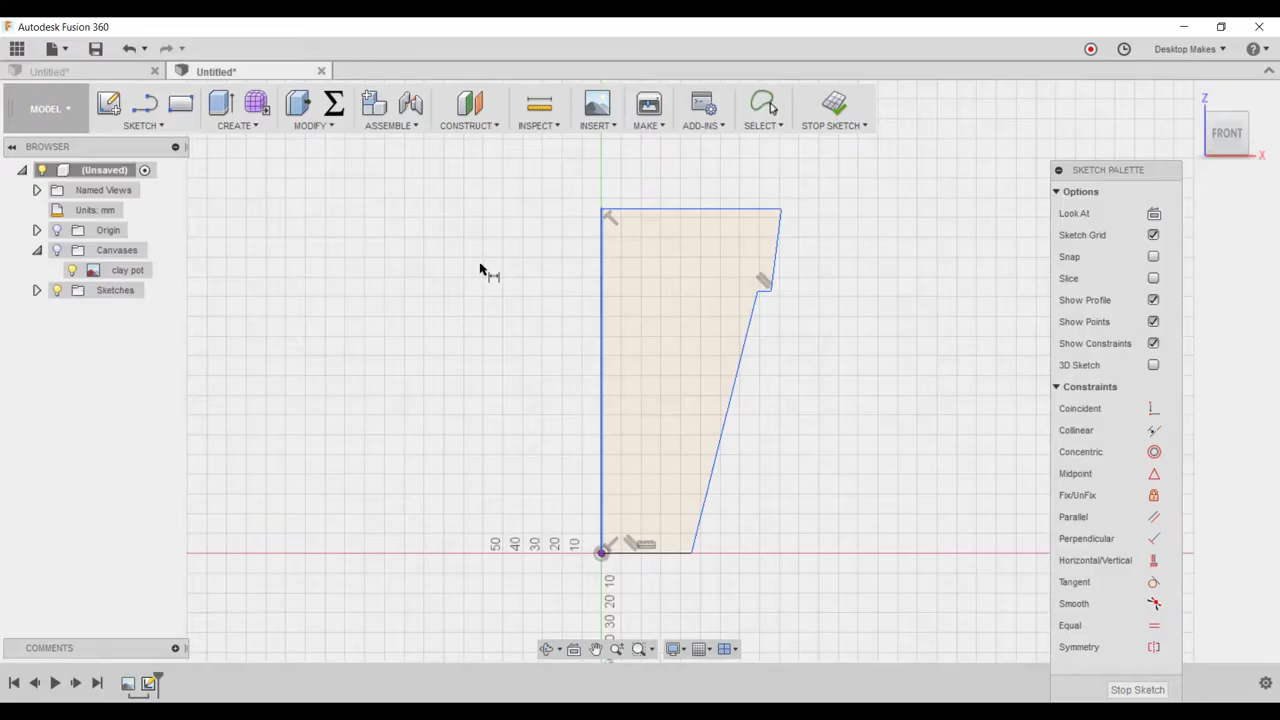 Autodesk Fusion 360
Desktop Makes
Untitled*
Untitled*
MODEL
SKETCH
CREATE
MODIFY
ASSEMBLE
CONSTRUCT
INSPECT
INSERT
MAKE
ADD-INS
SELECT
STOP SKETCH
BROWSER
(Unsaved)
Named Views
Units: mm
Origin
Canvases
clay pot
Sketches
Z
FRONT
X
SKETCH PALETTE
Options
Look At
Sketch Grid
Snap
Slice
Show Profile
Show Points
Show Constraints
3D Sketch
Constraints
Coincident
Collinear
Concentric
Midpoint
Fix/UnFix
Parallel
Perpendicular
Horizontal/Vertical
Tangent
Smooth
Equal
Symmetry
Stop Sketch
50 40 30 20 10
10
20
30
COMMENTS